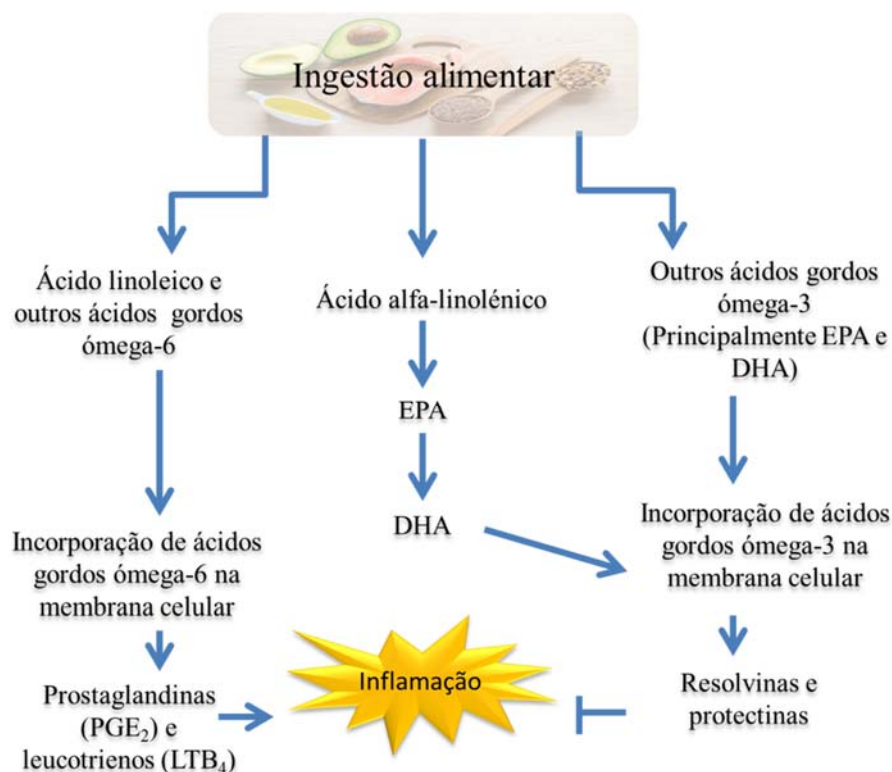 Ingestão alimentar
Ácido linoleico e
outros ácidos gordos
ómega-6
Ácido alfa-linolénico
Outros ácidos gordos
ómega-3
(Principalmente EPA e
DHA)
EPA
DHA
Incorporação de ácidos
gordos ómega-6 na
membrana celular
Incorporação de ácidos
gordos ómega-3 na
membrana celular
Prostaglandinas
(PGE₂) e
leucotrienos (LTB₄)
Inflamação
Resolvinas e
protectinas